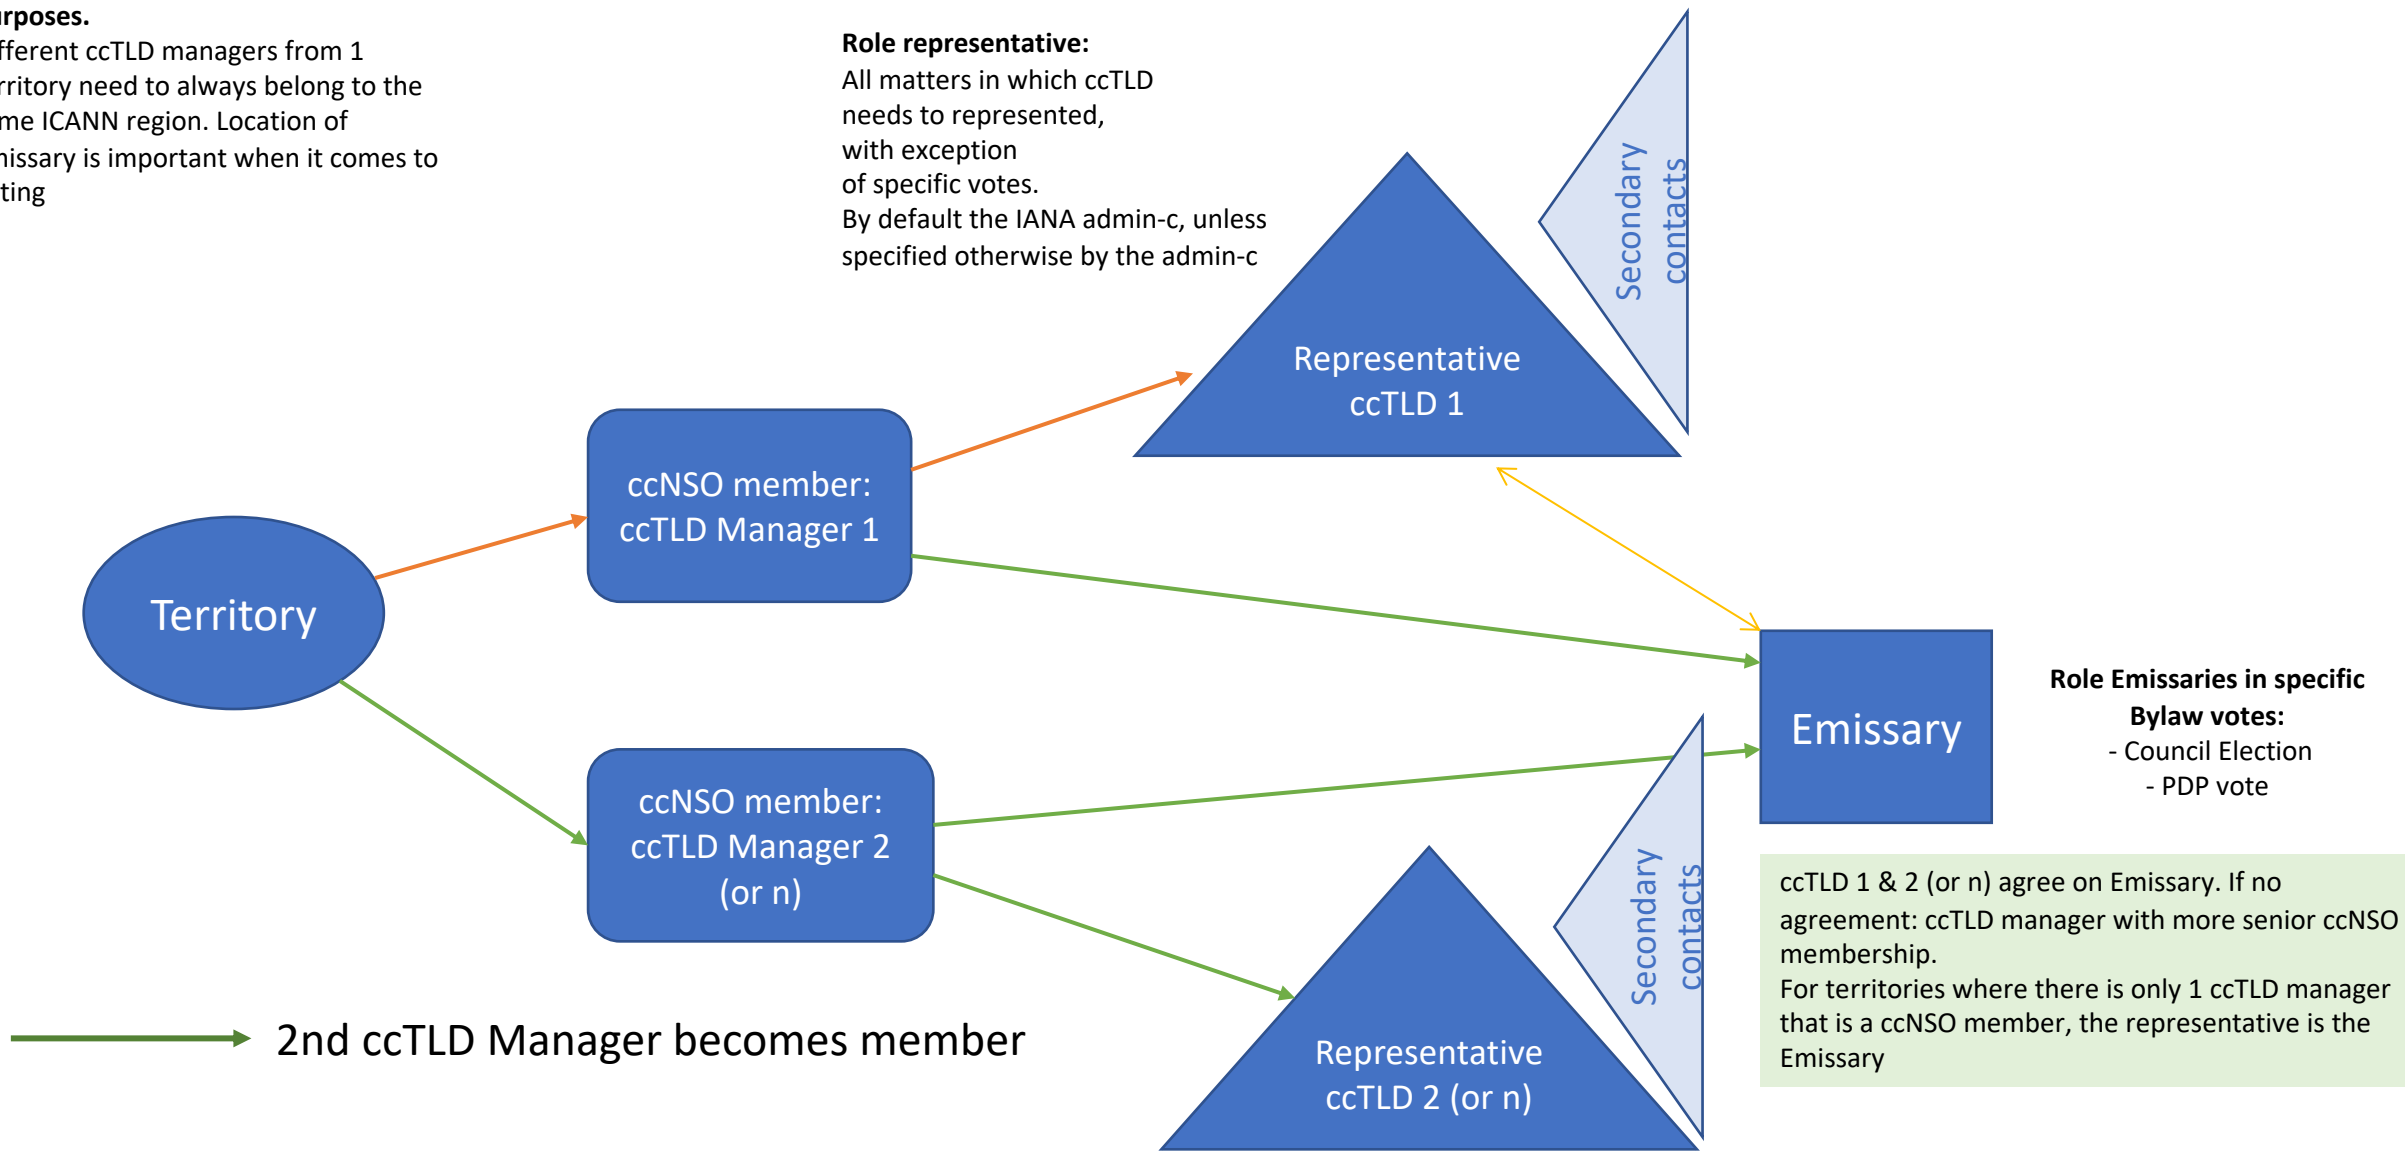 urposes.
fferent ccTLD managers from 1
rritory need to always belong to the
me ICANN region. Location of
nissary is important when it comes to
ting
Role representative:
All matters in which ccTLD
needs to represented,
with exception
of specific votes.
By default the IANA admin-c, unless
specified otherwise by the admin-c
Secondary
contacts
Representative
ccTLD 1
ccNSO member:
ccTLD Manager 1
Territory
Emissary
Role Emissaries in specific
Bylaw votes:
- Council Election
- PDP vote
ccNSO member:
ccTLD Manager 2
(or n)
Secondary
contacts
Representative
ccTLD 2 (or n)
ccTLD 1 & 2 (or n) agree on Emissary. If no
agreement: ccTLD manager with more senior ccNSO
membership.
For territories where there is only 1 ccTLD manager
that is a ccNSO member, the representative is the
Emissary
2nd ccTLD Manager becomes member